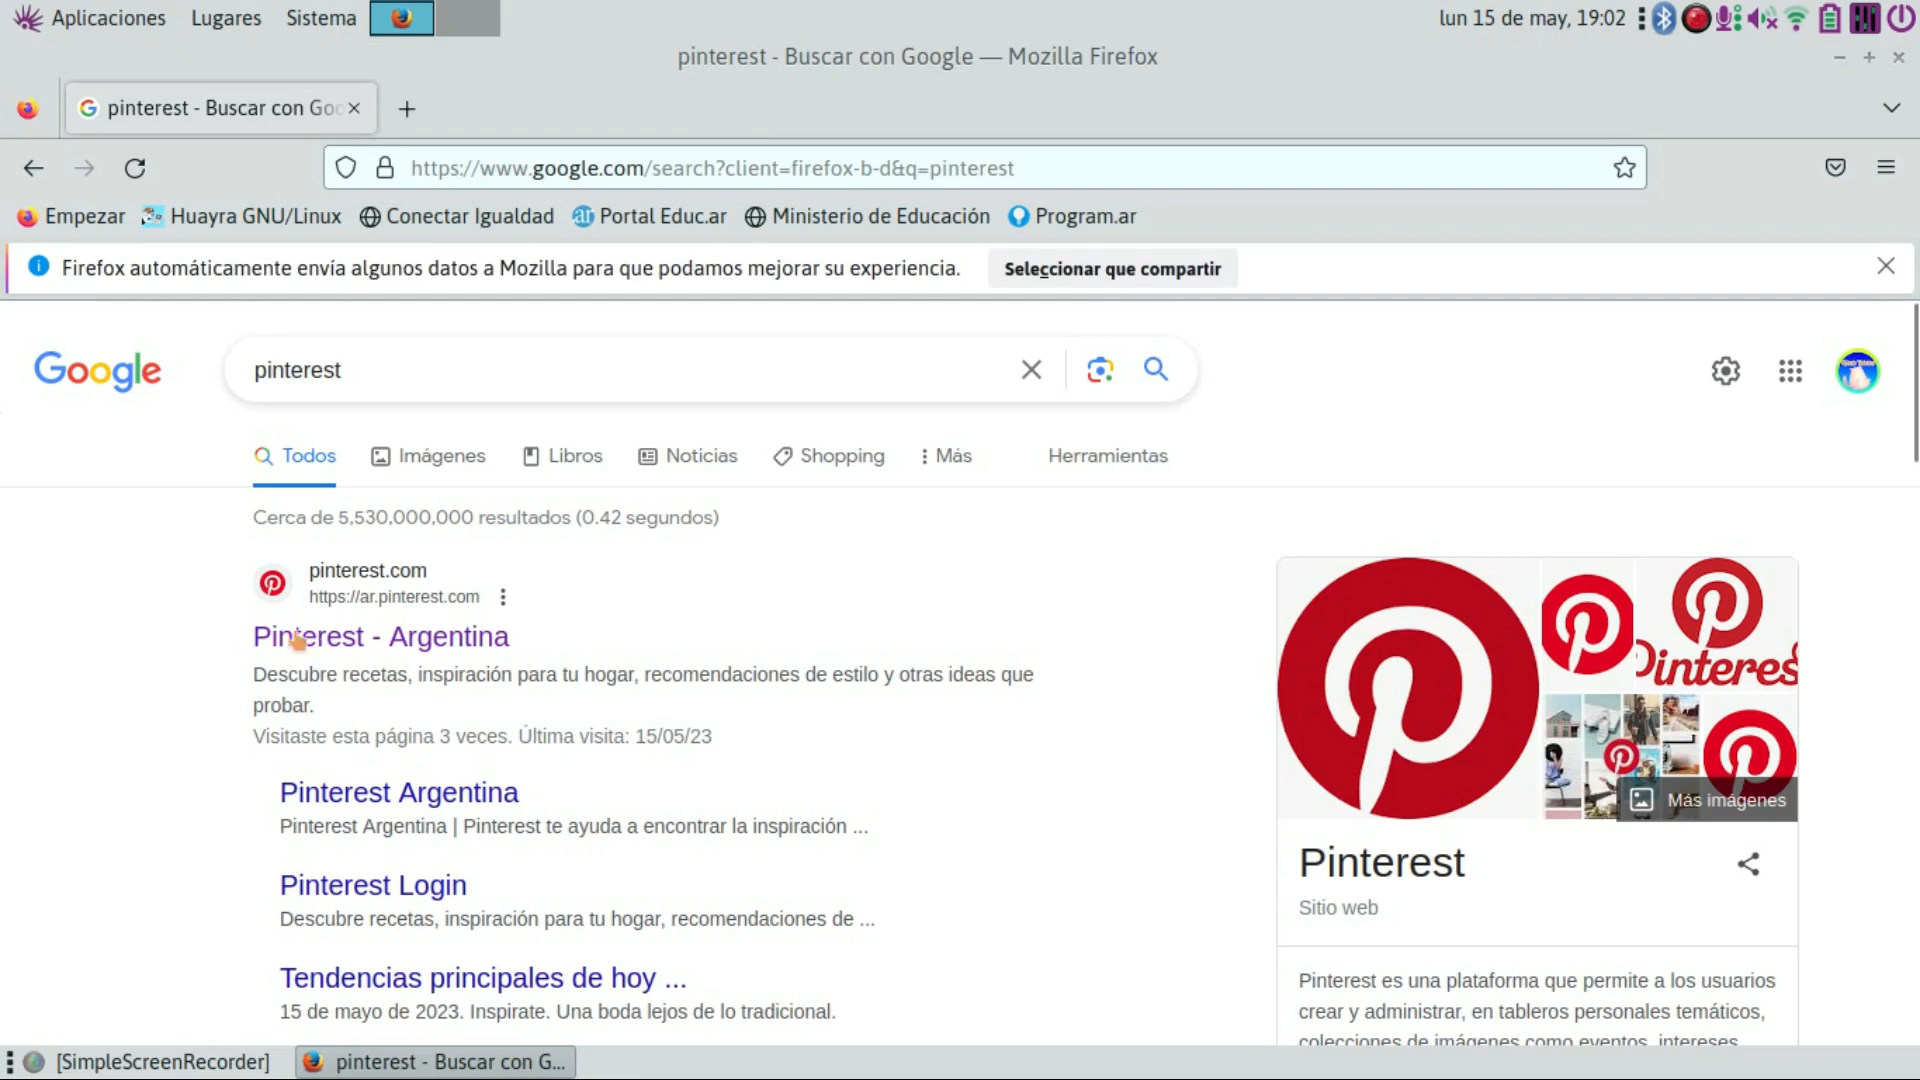 Aplicaciones Lugares Sistema
lun 15 de may, 19:02
pinterest - Buscar con Google — Mozilla Firefox
pinterest - Buscar con Goo
https://www.google.com/search?client=firefox-b-d&q=pinterest
Empezar Huayra GNU/Linux Conectar Igualdad Portal Educ.ar Ministerio de Educación Program.ar
Firefox automáticamente envía algunos datos a Mozilla para que podamos mejorar su experiencia. Seleccionar que compartir
Google pinterest
Todos Imágenes Libros Noticias Shopping Más Herramientas
Cerca de 5,530,000,000 resultados (0.42 segundos)
pinterest.com
https://ar.pinterest.com
Pinterest - Argentina
Descubre recetas, inspiración para tu hogar, recomendaciones de estilo y otras ideas que
probar.
Visitaste esta página 3 veces. Última visita: 15/05/23
Pinterest Argentina
Pinterest Argentina | Pinterest te ayuda a encontrar la inspiración ...
Pinterest Login
Descubre recetas, inspiración para tu hogar, recomendaciones de ...
Tendencias principales de hoy ...
15 de mayo de 2023. Inspirate. Una boda lejos de lo tradicional.
Pinteres
Más imágenes
Pinterest
Sitio web
Pinterest es una plataforma que permite a los usuarios
crear y administrar, en tableros personales temáticos,
colecciones de imágenes como eventos, intereses
[SimpleScreenRecorder] pinterest - Buscar con G...